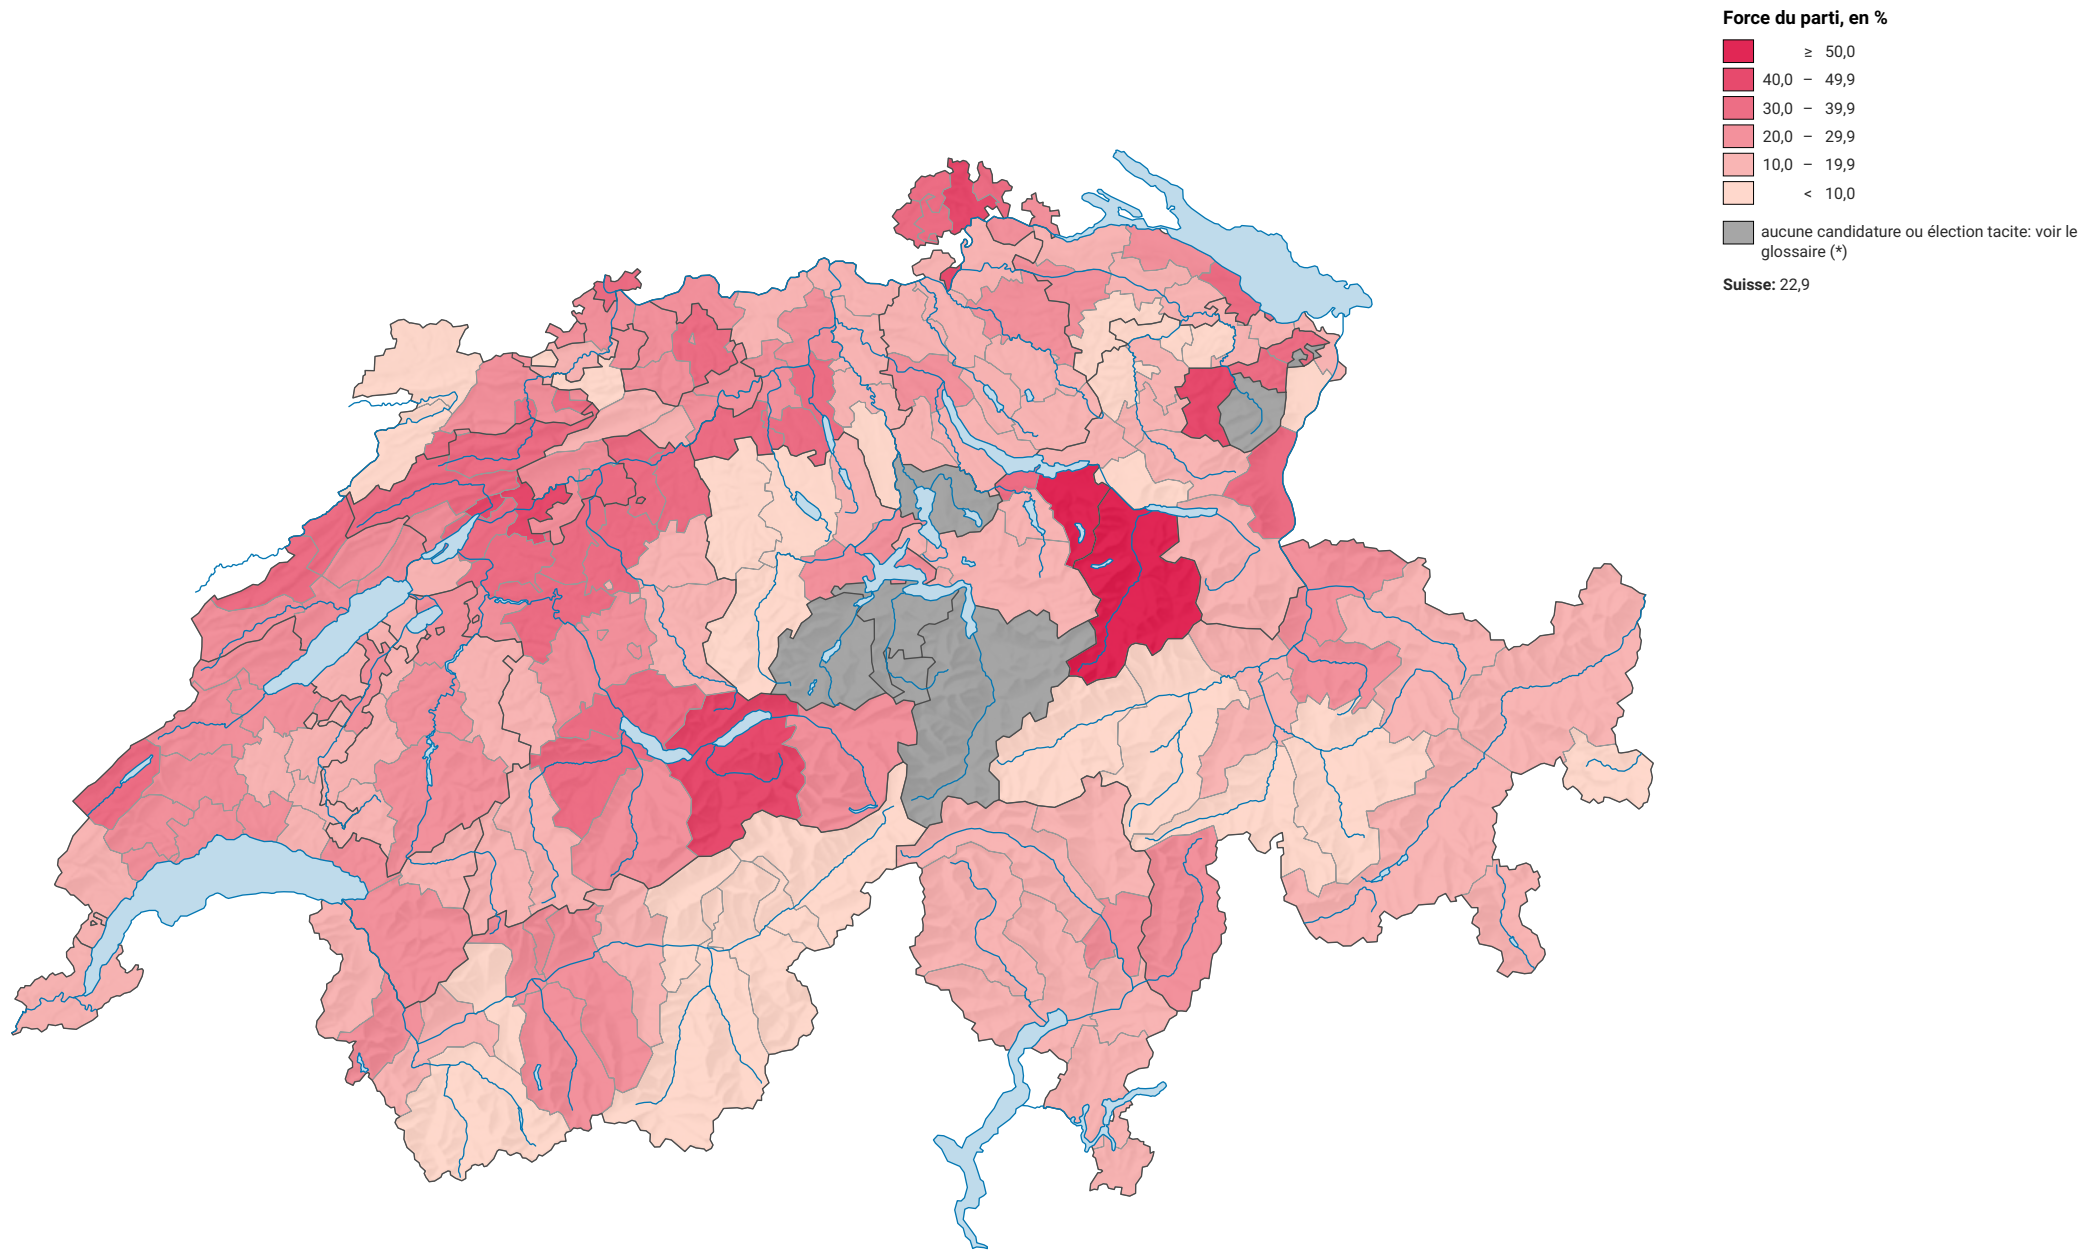 Force du parti, en %
≥ 50,0
40,0 – 49,9
30,0 – 39,9
20,0 – 29,9
10,0 – 19,9
< 10,0
aucune candidature ou élection tacite: voir le
glossaire (*)
Suisse: 22,9